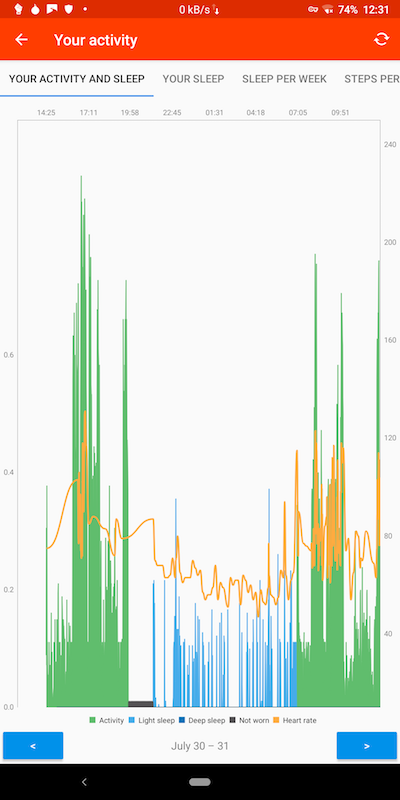 0 kB/s 74% 12:31
Your activity
YOUR ACTIVITY AND SLEEP YOUR SLEEP SLEEP PER WEEK STEPS PER
14:25 17:11 19:58 22:45 01:31 04:18 07:05 09:51
240
200
160
0.6
120
0.4
80
0.2
40
0.0
Activity Light sleep Deep sleep Not worn Heart rate
< July 30 – 31 >